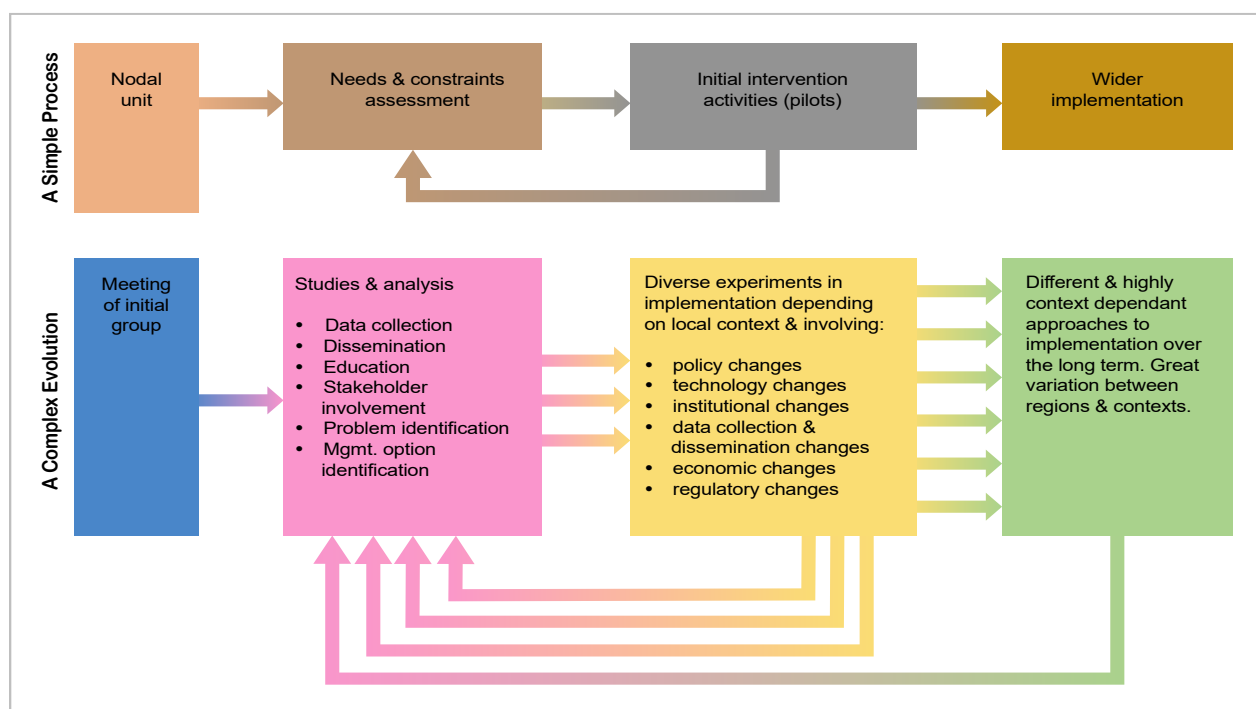 A Simple Process
Nodal
unit
Needs & constraints
assessment
Initial intervention
activities (pilots)
Wider
implementation
A Complex Evolution
Meeting
of initial
group
Studies & analysis
• Data collection
• Dissemination
• Education
• Stakeholder
involvement
• Problem identification
• Mgmt. option
identification
Diverse experiments in
implementation depending
on local context & involving:
• policy changes
• technology changes
• institutional changes
• data collection &
dissemination changes
• economic changes
• regulatory changes
Different & highly
context dependant
approaches to
implementation over
the long term. Great
variation between
regions & contexts.